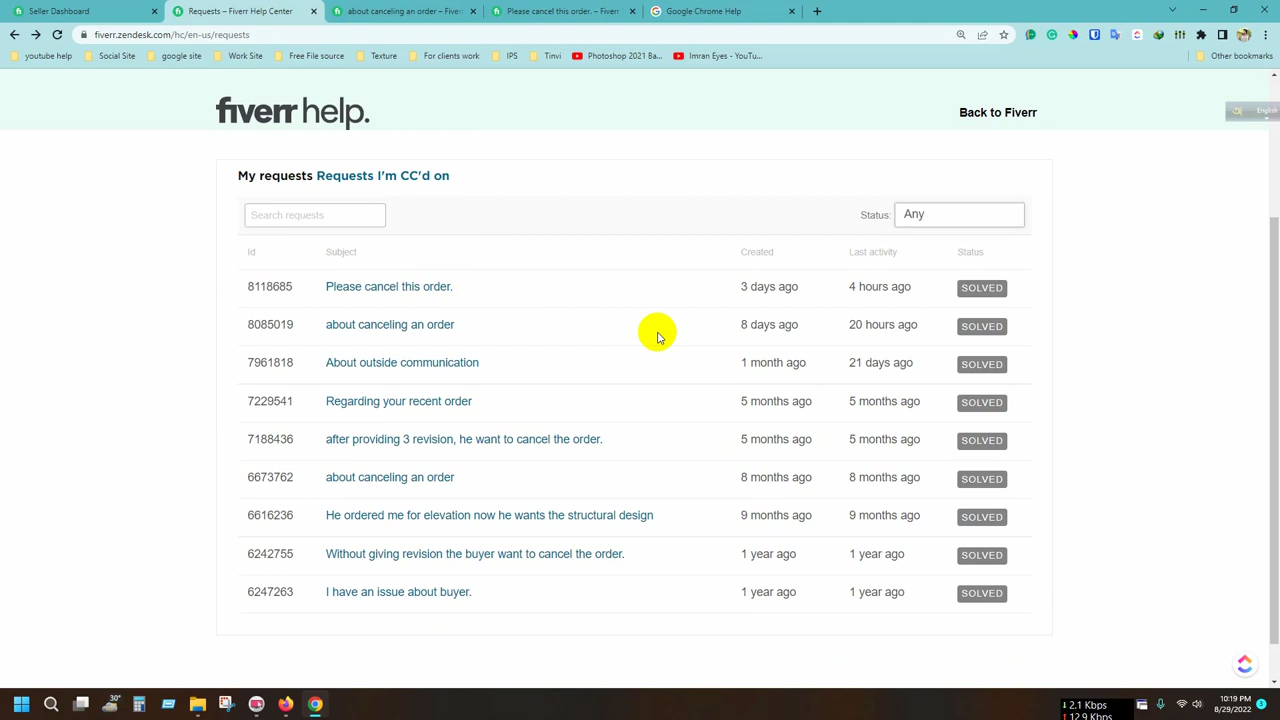 Seller Dashboard
Requests – Fiverr Help Center
about canceling an order – Fiver
Please cancel this order. – Fiverr
Google Chrome Help
fiverr.zendesk.com/hc/en-us/requests
youtube help
Social Site
google site
Work Site
Free File source
Texture
For clients work
IPS
Tinvi
Photoshop 2021 Ba...
Imran Eyes - YouTu...
Other bookmarks
fiverr help.
Back to Fiverr
English
My requests Requests I'm CC'd on
Search requests
Status: Any
Id Subject Created Last activity Status
8118685 Please cancel this order. 3 days ago 4 hours ago SOLVED
8085019 about canceling an order 8 days ago 20 hours ago SOLVED
7961818 About outside communication 1 month ago 21 days ago SOLVED
7229541 Regarding your recent order 5 months ago 5 months ago SOLVED
7188436 after providing 3 revision, he want to cancel the order. 5 months ago 5 months ago SOLVED
6673762 about canceling an order 8 months ago 8 months ago SOLVED
6616236 He ordered me for elevation now he wants the structural design 9 months ago 9 months ago SOLVED
6242755 Without giving revision the buyer want to cancel the order. 1 year ago 1 year ago SOLVED
6247263 I have an issue about buyer. 1 year ago 1 year ago SOLVED
30°
↓ 2.1 Kbps
↑ 12.9 Kbps
10:19 PM
8/29/2022